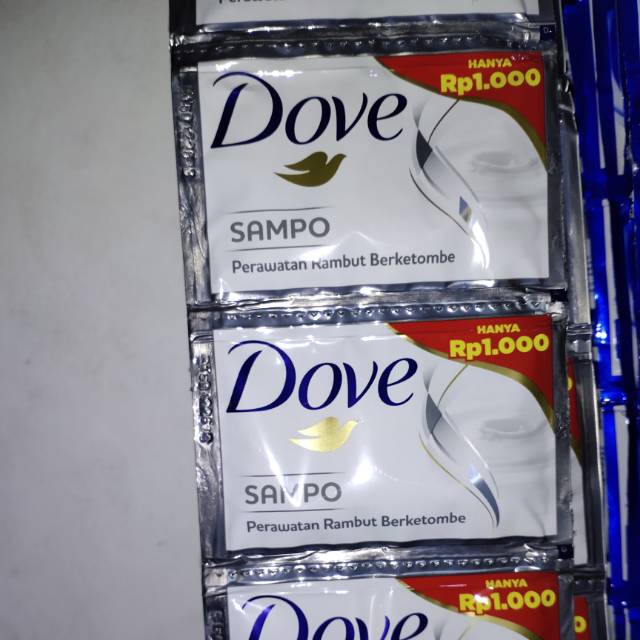 HANYA
Rp1.000
Dove
SAMPO
Perawatan Rambut Berketombe
HANYA
Rp1.000
Dove
SAMPO
Perawatan Rambut Berketombe
HANYA
Rp1.000
Dove